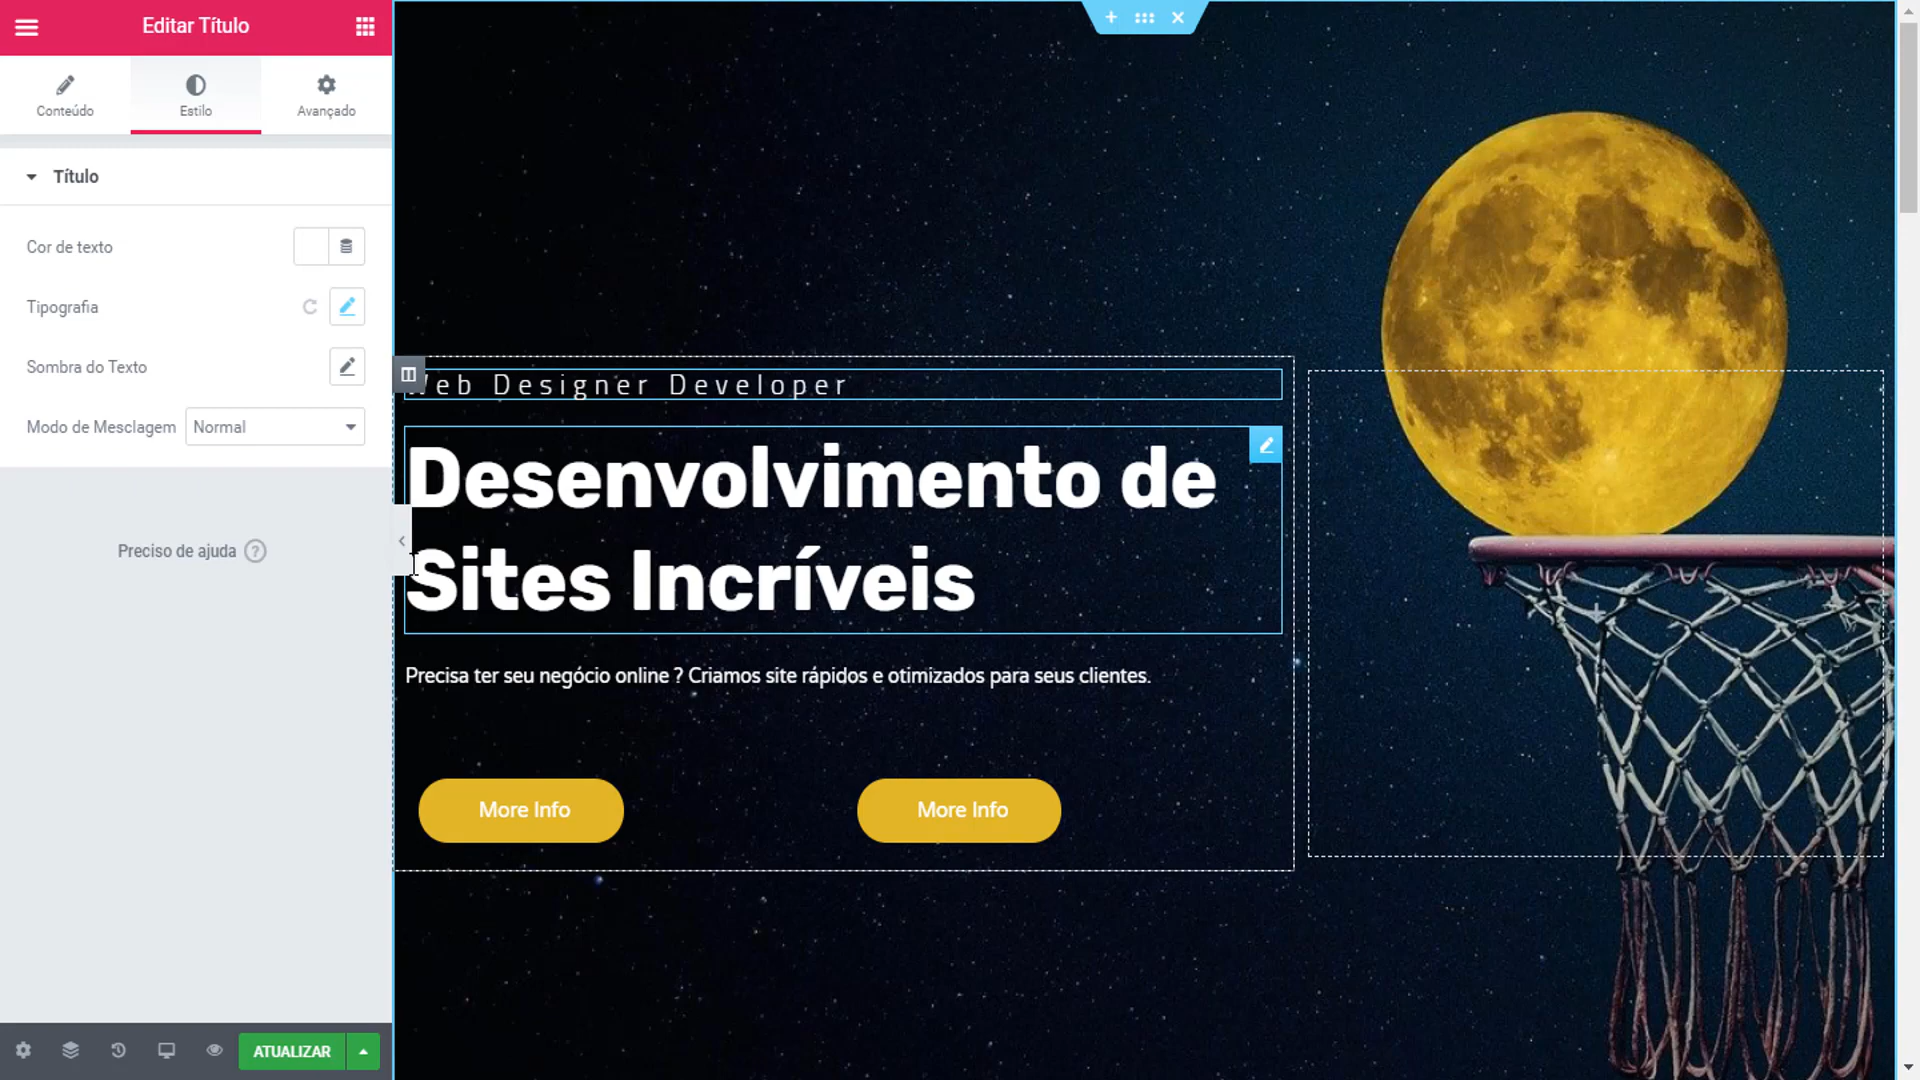 Editar Título
Conteúdo
Estilo
Avançado
Título
Cor de texto
Tipografia
Sombra do Texto
Modo de Mesclagem
Normal
Preciso de ajuda
ATUALIZAR
Web Designer Developer
Desenvolvimento de
Sites Incríveis
Precisa ter seu negócio online ? Criamos site rápidos e otimizados para seus clientes.
More Info
More Info